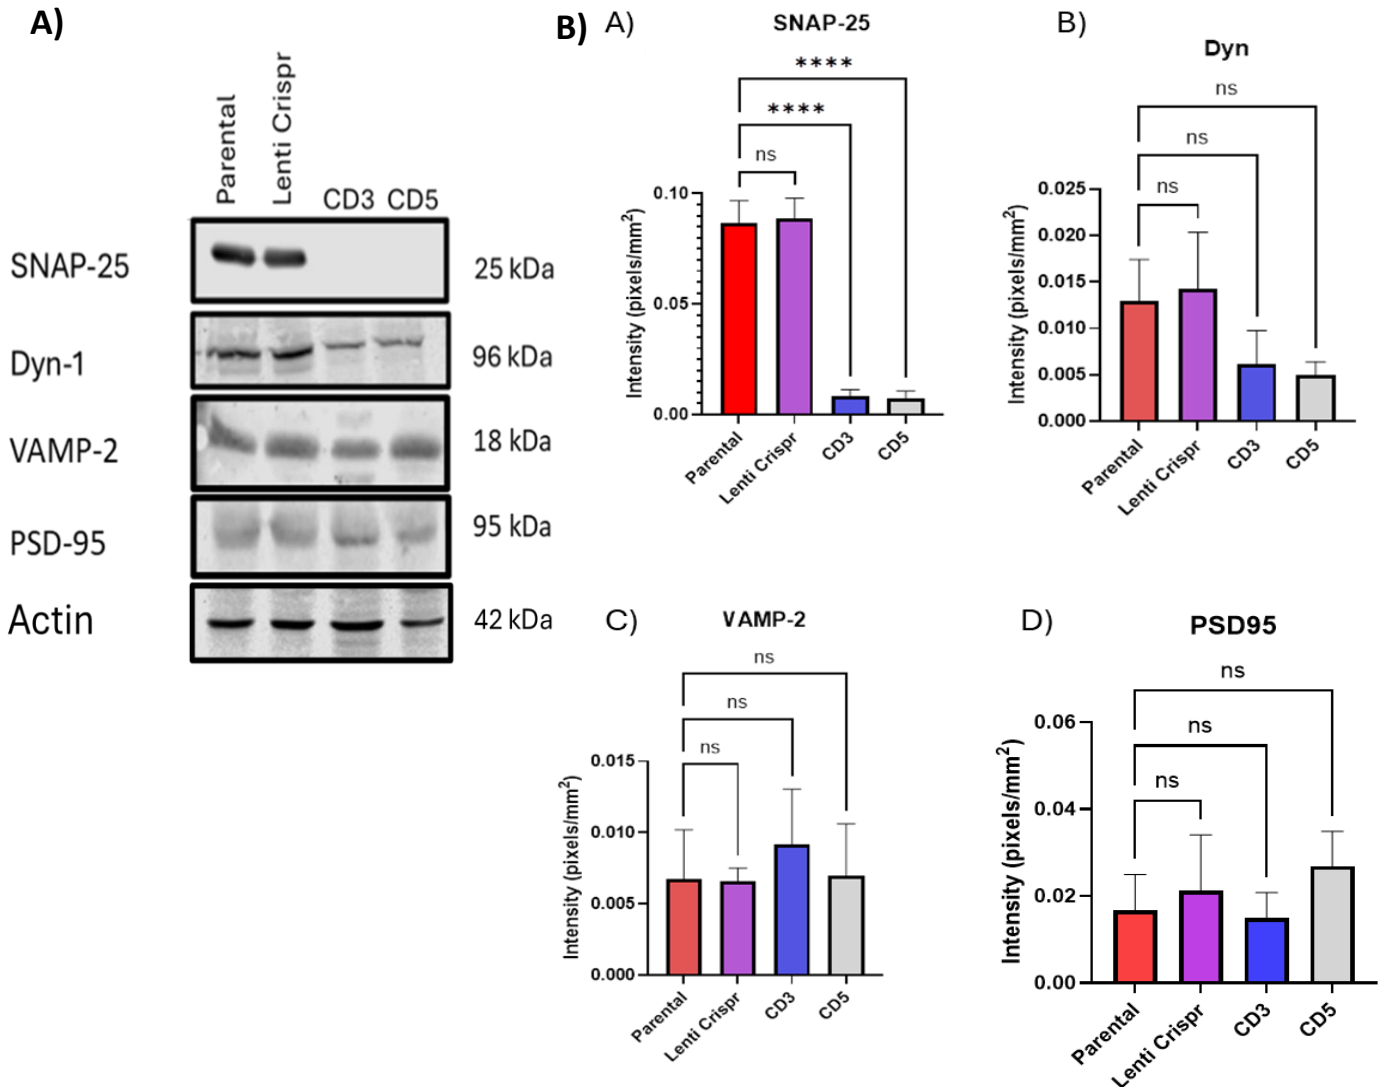 A)
Parental
Lenti Crispr
CD3 CD5
SNAP-25
25 kDa
Dyn-1
96 kDa
VAMP-2
18 kDa
PSD-95
95 kDa
Actin
42 kDa
B)
A)
SNAP-25
****
****
ns
Intensity (pixels/mm²)
0.10
0.05
0.00
Parental
Lenti Crispr
CD3
CD5
B)
Dyn
ns
ns
ns
Intensity (pixels/mm²)
0.025
0.020
0.015
0.010
0.005
0.000
Parental
Lenti Crispr
CD3
CD5
C)
VAMP-2
ns
ns
ns
Intensity (pixels/mm²)
0.015
0.010
0.005
0.000
Parental
Lenti Crispr
CD3
CD5
D)
PSD95
ns
ns
ns
Intensity (pixels/mm²)
0.06
0.04
0.02
0.00
Parental
Lenti Crispr
CD3
CD5